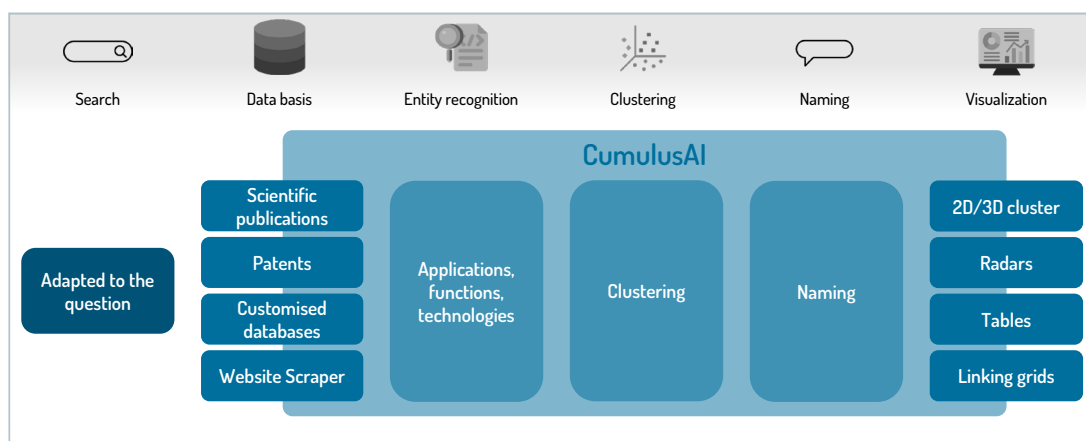 Search
Data basis
Entity recognition
Clustering
Naming
Visualization
CumulusAI
Adapted to the
question
Scientific
publications
Patents
Customised
databases
Website Scraper
Applications,
functions,
technologies
Clustering
Naming
2D/3D cluster
Radars
Tables
Linking grids